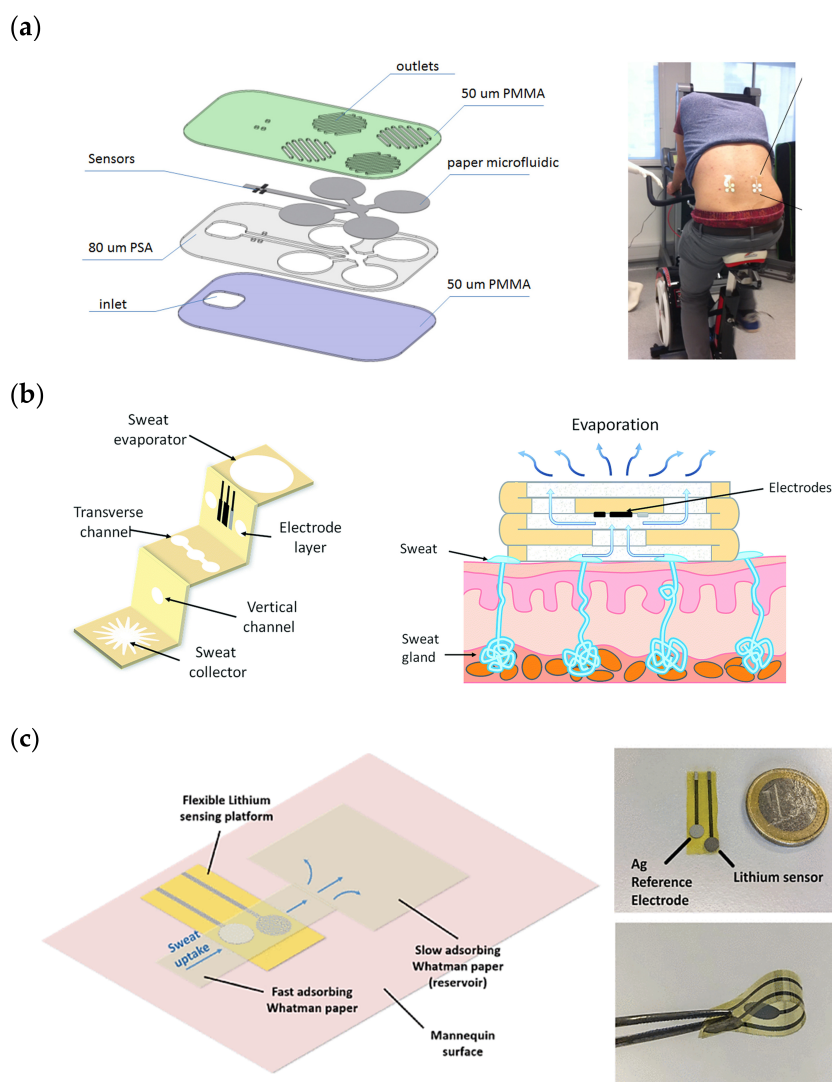 (a)
outlets
50 um PMMA
Sensors
paper microfluidic
80 um PSA
inlet
50 um PMMA
(b)
Sweat
evaporator
Transverse
channel
Electrode
layer
Vertical
channel
Sweat
collector
Evaporation
Electrodes
Sweat
Sweat
gland
(c)
Flexible Lithium
sensing platform
Sweat
uptake
Fast adsorbing
Whatman paper
Slow adsorbing
Whatman paper
(reservoir)
Mannequin
surface
Ag
Reference
Electrode
Lithium sensor